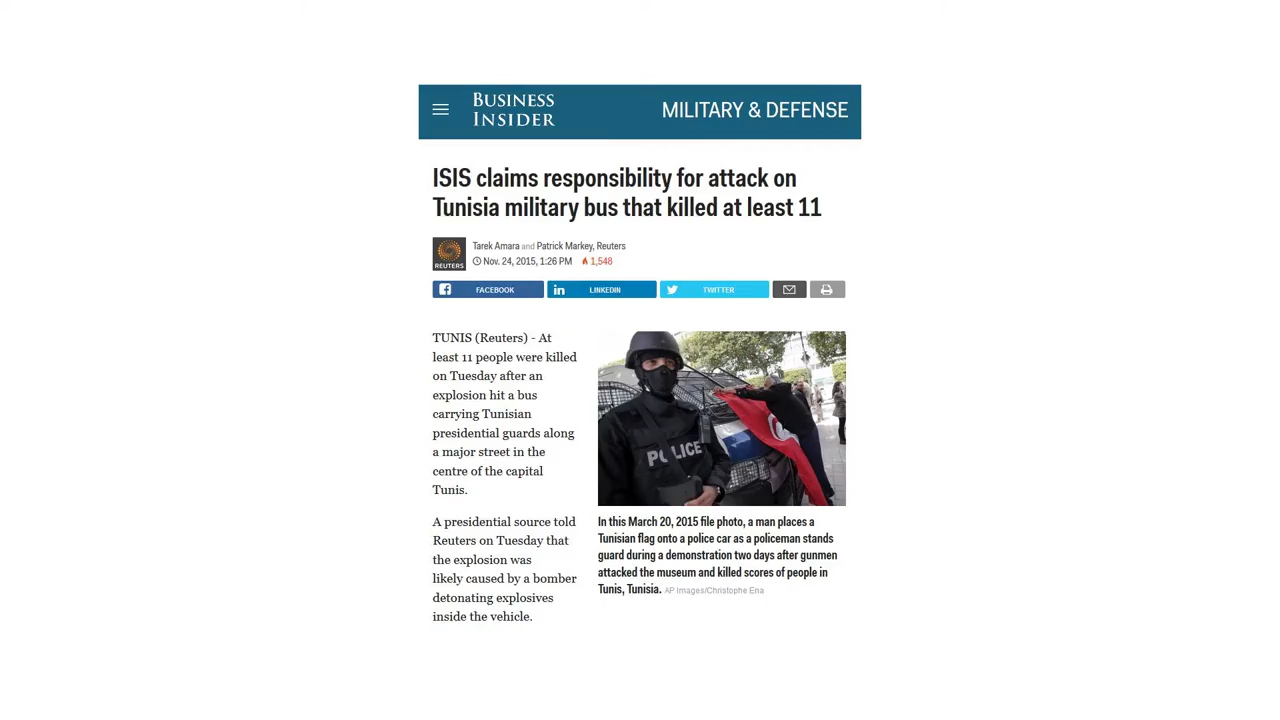 BUSINESS
INSIDER
MILITARY & DEFENSE
ISIS claims responsibility for attack on
Tunisia military bus that killed at least 11
REUTERS
Tarek Amara and Patrick Markey, Reuters
Nov. 24, 2015, 1:26 PM 1,548
FACEBOOK
LINKEDIN
TWITTER
TUNIS (Reuters) - At
least 11 people were killed
on Tuesday after an
explosion hit a bus
carrying Tunisian
presidential guards along
a major street in the
centre of the capital
Tunis.
A presidential source told
Reuters on Tuesday that
the explosion was
likely caused by a bomber
detonating explosives
inside the vehicle.
POLICE
In this March 20, 2015 file photo, a man places a
Tunisian flag onto a police car as a policeman stands
guard during a demonstration two days after gunmen
attacked the museum and killed scores of people in
Tunis, Tunisia. AP Images/Christophe Ena